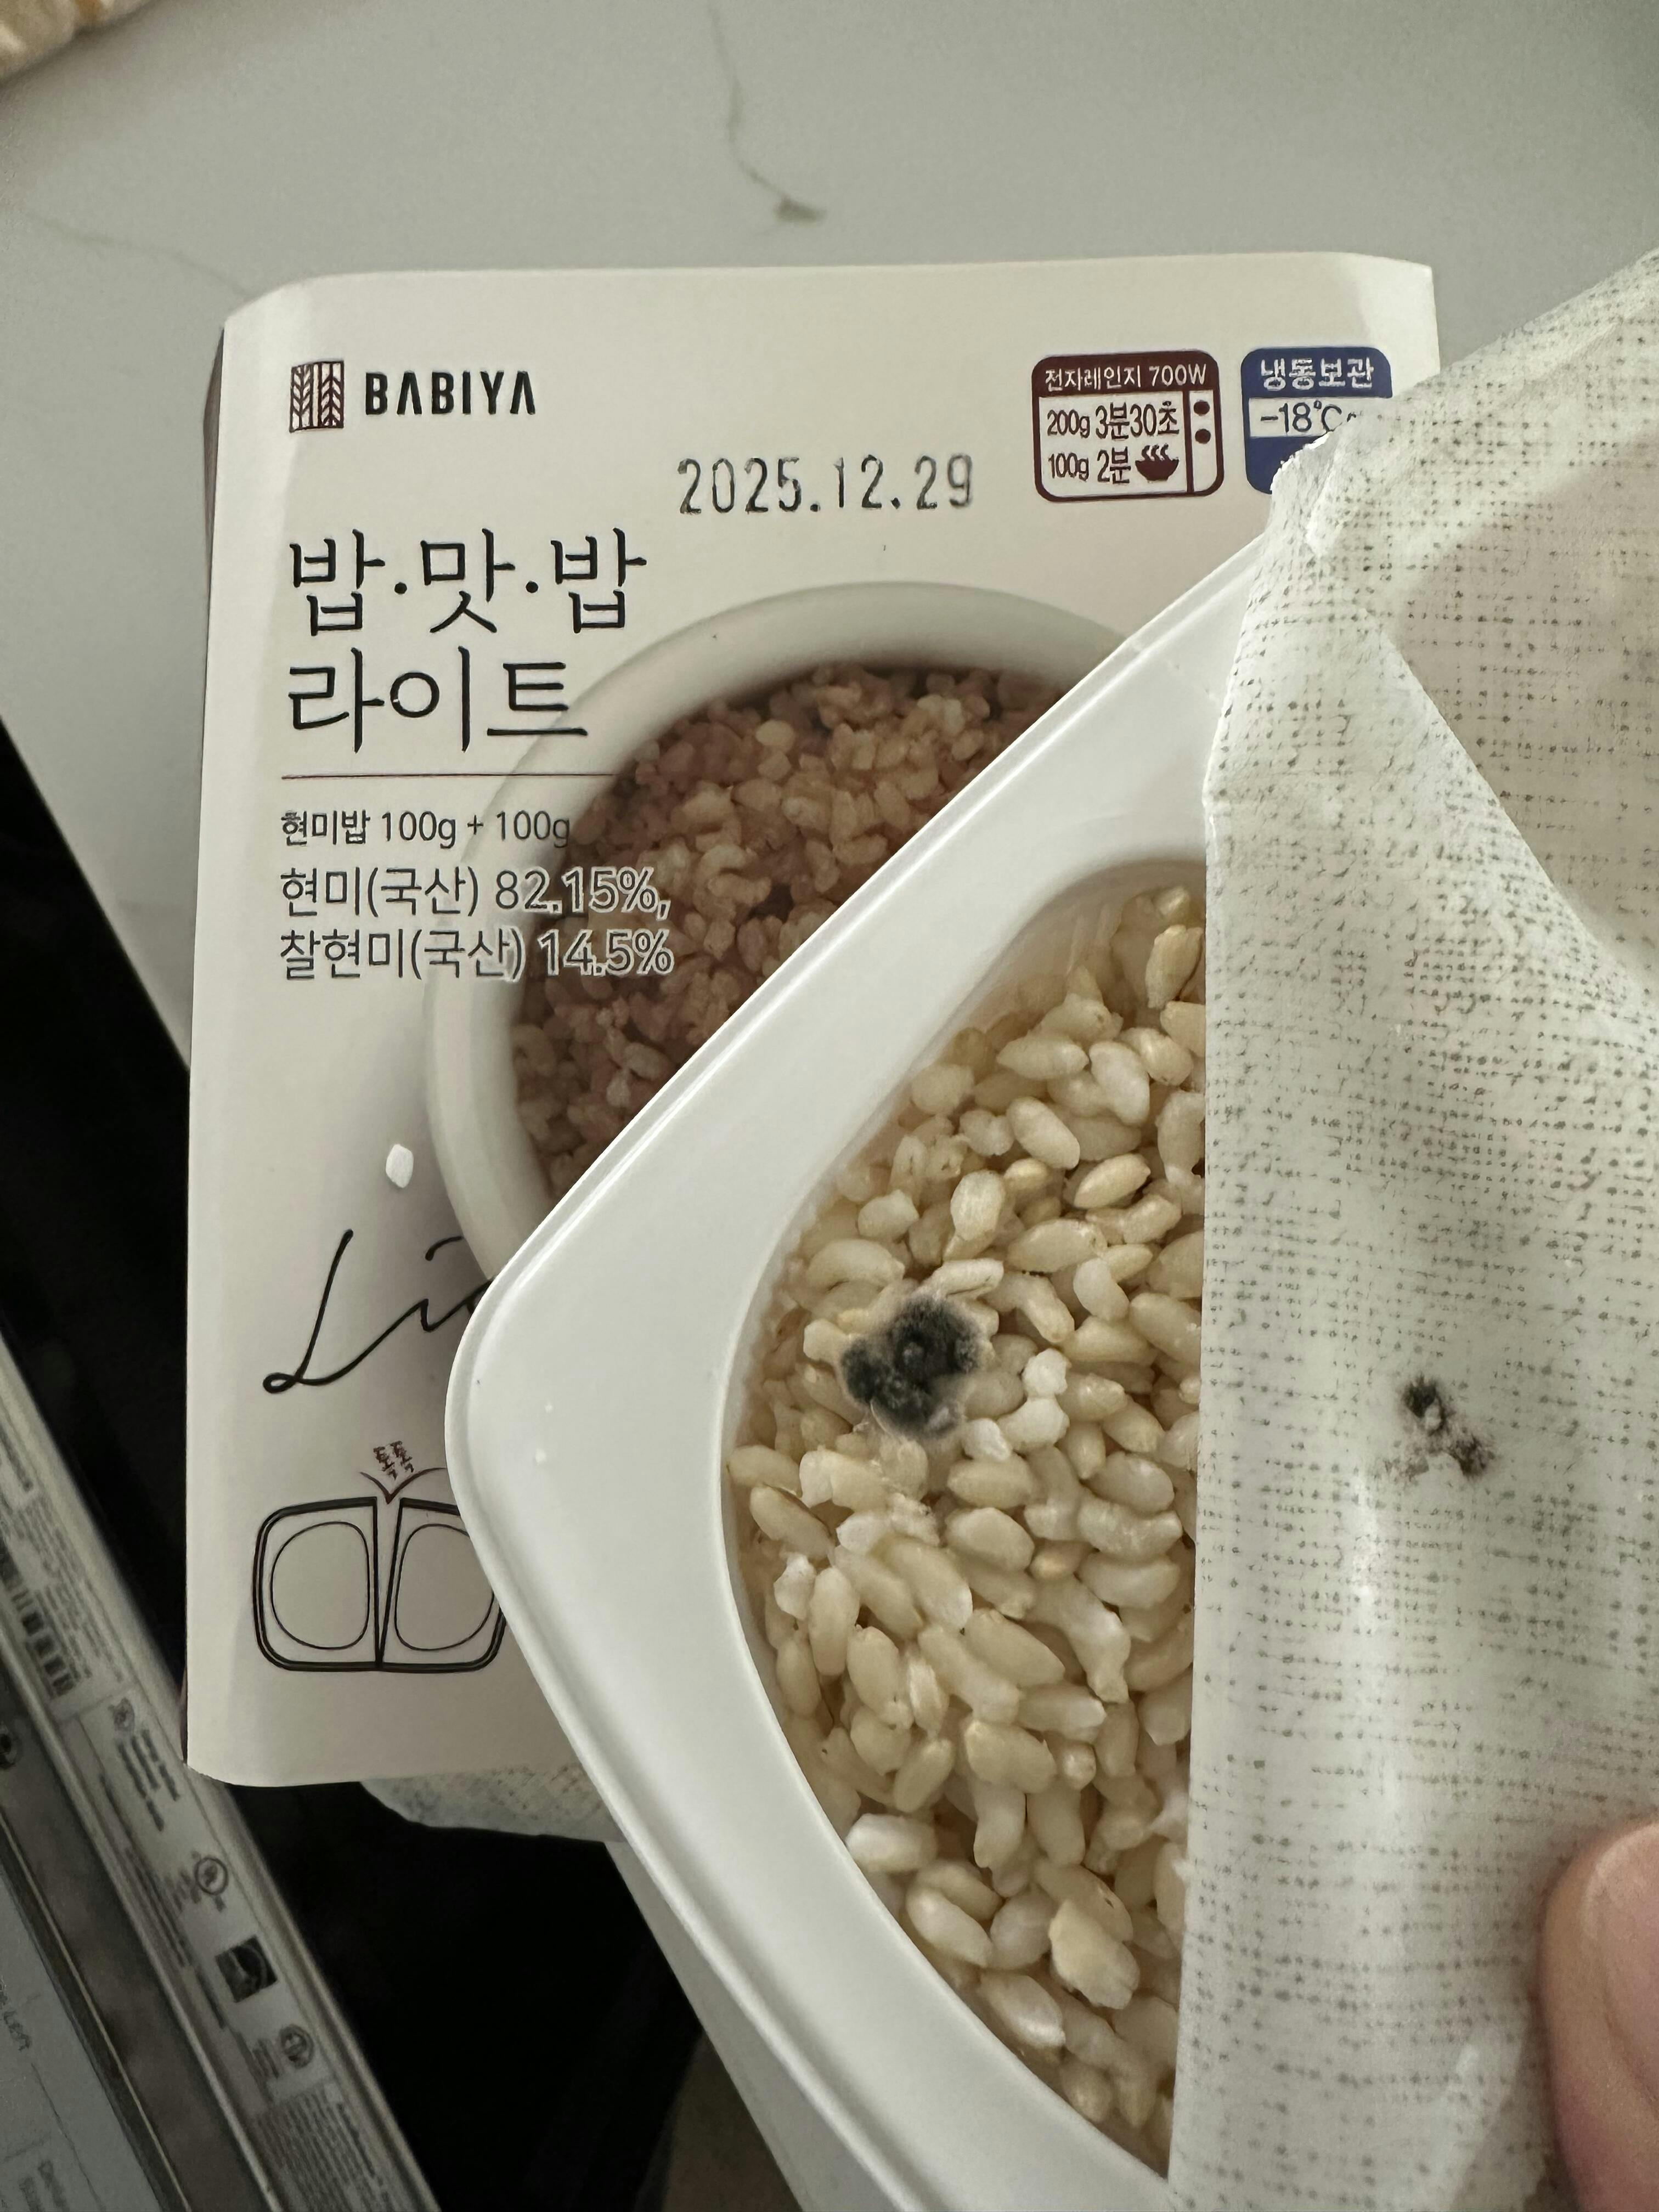 BABIYA
전자레인지 700W
200g 3분30초
100g 2분
냉동보관
-18℃
2025.12.29
밥·맛·밥
라이트
현미밥 100g + 100g
현미(국산) 82.15%,
찰현미(국산) 14.5%
Li
톡톡